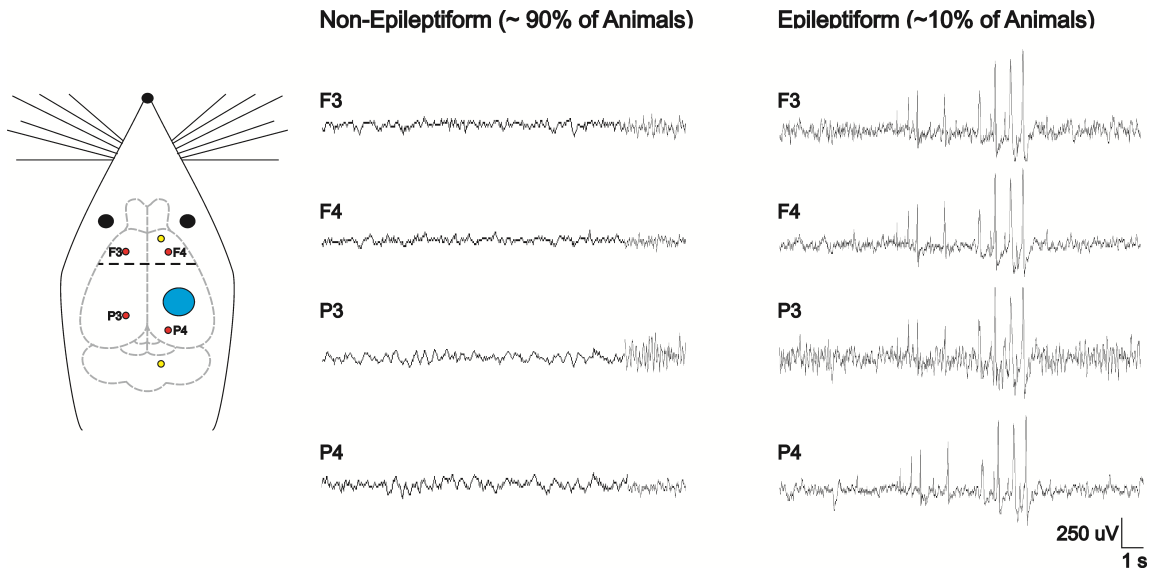 Non-Epileptiform (~ 90% of Animals)
Epileptiform (~10% of Animals)
F3
F4
P3
P4
F3
F4
P3
P4
F3
F4
P3
P4
250 uV
1 s